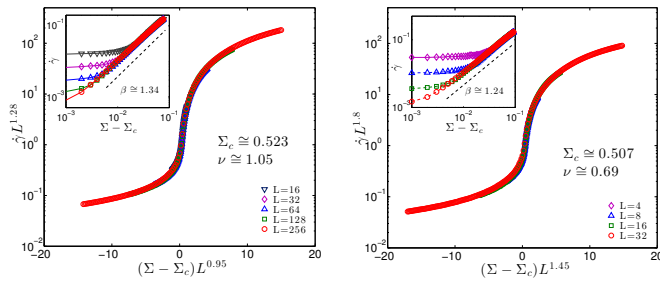 10^2
10^1
10^0
10^-1
10^-2
γ̇L^1.28
−20 −10 0 10 20
(Σ − Σc)L^0.95
10^-1
10^-3
γ̇
10^-2 10^-1
Σ − Σc
β ≅ 1.34
Σc ≅ 0.523
ν ≅ 1.05
L=16
L=32
L=64
L=128
L=256
10^2
10^1
10^0
10^-1
10^-2
γ̇L^1.8
−20 −10 0 10 20
(Σ − Σc)L^1.45
10^-1
10^-3
γ̇
10^-2 10^-1
Σ − Σc
β ≅ 1.24
Σc ≅ 0.507
ν ≅ 0.69
L=4
L=8
L=16
L=32